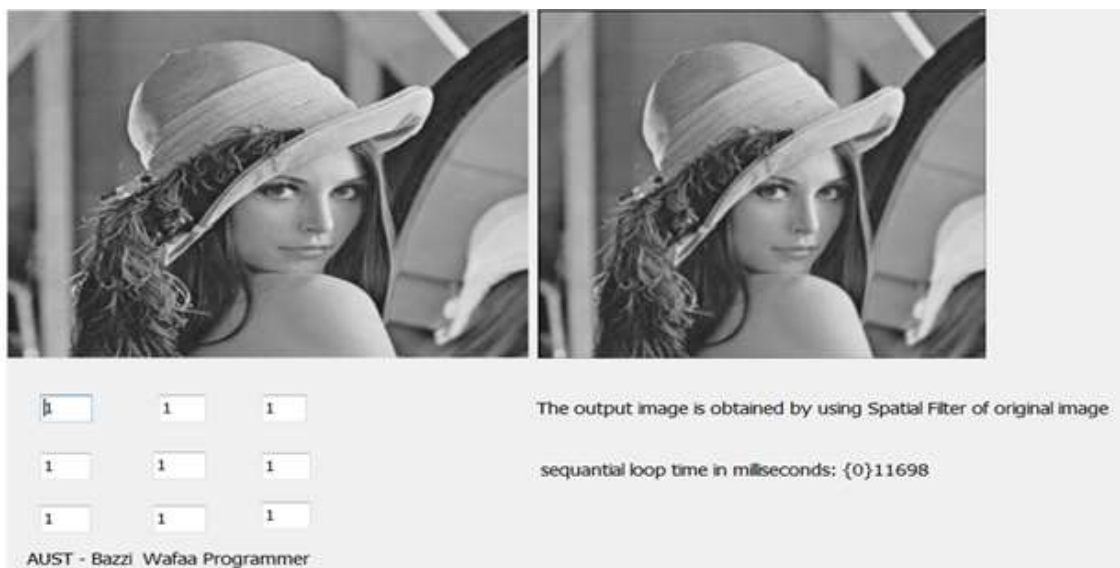 1 1 1
The output image is obtained by using Spatial Filter of original image
1 1 1
sequantial loop time in milliseconds: {0}11698
1 1 1
AUST - Bazzi Wafaa Programmer